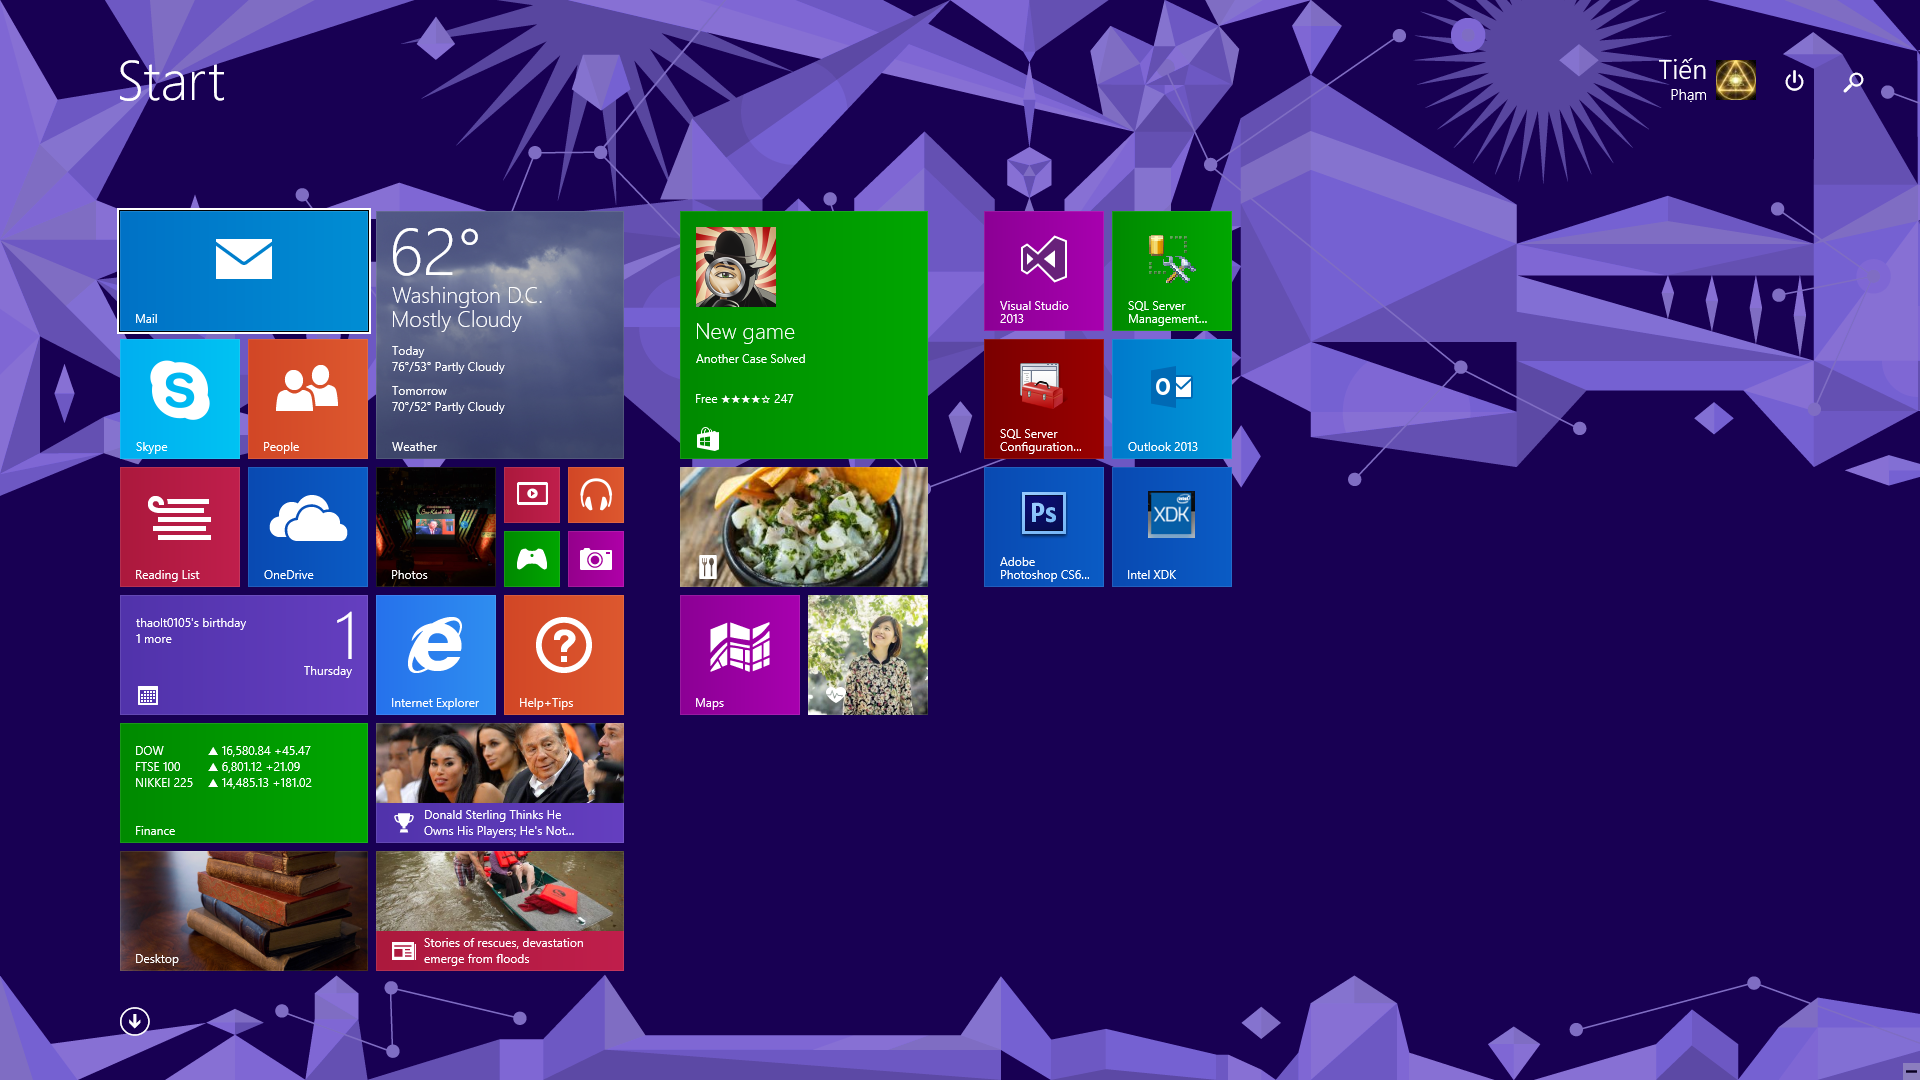 Start
Tiến
Phạm
Mail
62°
Washington D.C.
Mostly Cloudy
Today
76°/53° Partly Cloudy
Tomorrow
70°/52° Partly Cloudy
Weather
Skype
People
Reading List
OneDrive
Photos
thaolt0105's birthday
1 more
1
Thursday
Internet Explorer
Help+Tips
DOW ▲ 16,580.84 +45.47
FTSE 100 ▲ 6,801.12 +21.09
NIKKEI 225 ▲ 14,485.13 +181.02
Finance
Donald Sterling Thinks He
Owns His Players; He's Not...
Desktop
Stories of rescues, devastation
emerge from floods
New game
Another Case Solved
Free ★★★★☆ 247
Maps
Visual Studio
2013
SQL Server
Management...
SQL Server
Configuration...
Outlook 2013
Ps
Adobe
Photoshop CS6...
intel
XDK
Intel XDK